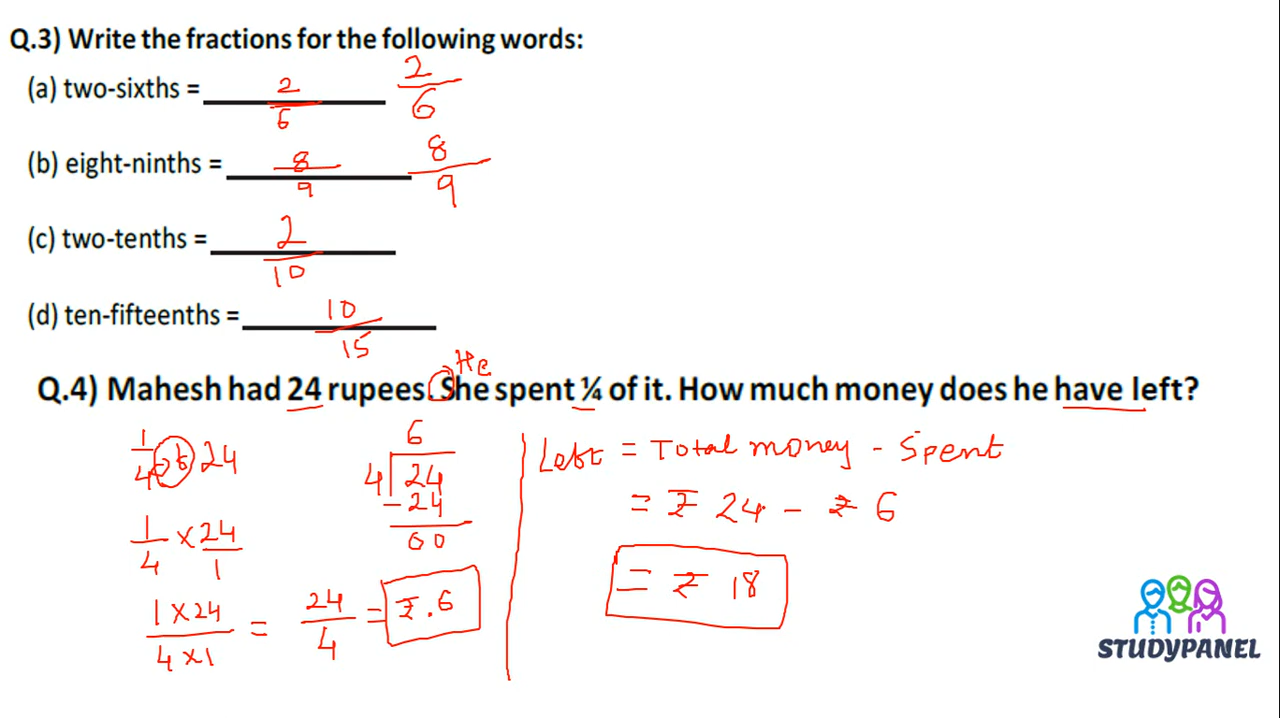 Q.3) Write the fractions for the following words:
(a) two-sixths = 2/6 2/6
(b) eight-ninths = 8/9 8/9
(c) two-tenths = 2/10
(d) ten-fifteenths = 10/15
He
Q.4) Mahesh had 24 rupees. She spent ¼ of it. How much money does he have left?
1/4 of 24
1/4 × 24/1
1×24/4×1 = 24/4 = ₹.6
6
4 24
-24
00
Left = Total money - Spent
= ₹ 24 - ₹ 6
= ₹ 18
STUDYPANEL